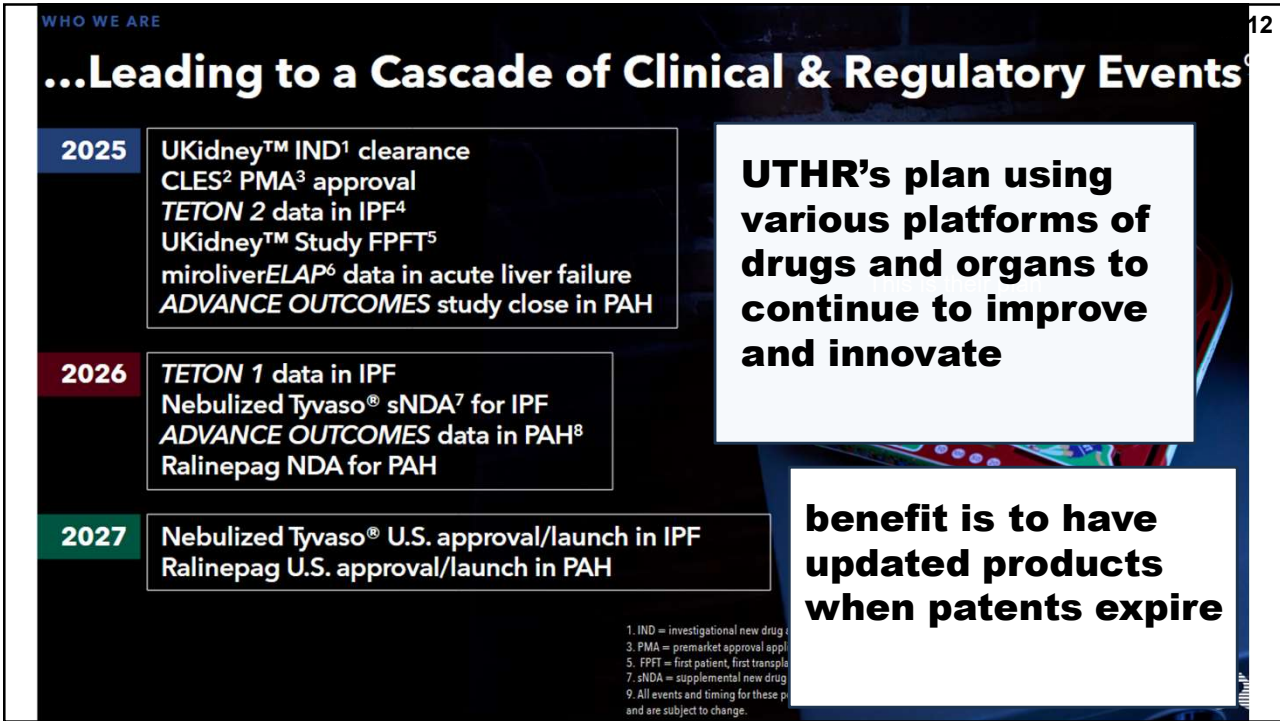 WHO WE ARE
12
...Leading to a Cascade of Clinical & Regulatory Events⁹
2025
UKidney™ IND¹ clearance
CLES² PMA³ approval
TETON 2 data in IPF⁴
UKidney™ Study FPFT⁵
miroliverELAP⁶ data in acute liver failure
ADVANCE OUTCOMES study close in PAH
UTHR’s plan using
various platforms of
drugs and organs to
continue to improve
and innovate
This is their plan
2026
TETON 1 data in IPF
Nebulized Tyvaso® sNDA⁷ for IPF
ADVANCE OUTCOMES data in PAH⁸
Ralinepag NDA for PAH
2027
Nebulized Tyvaso® U.S. approval/launch in IPF
Ralinepag U.S. approval/launch in PAH
benefit is to have
updated products
when patents expire
1. IND = investigational new drug
3. PMA = premarket approval
5. FPFT = first patient, first
7. sNDA = supplemental new drug
9. All events and timing for these
and are subject to change.